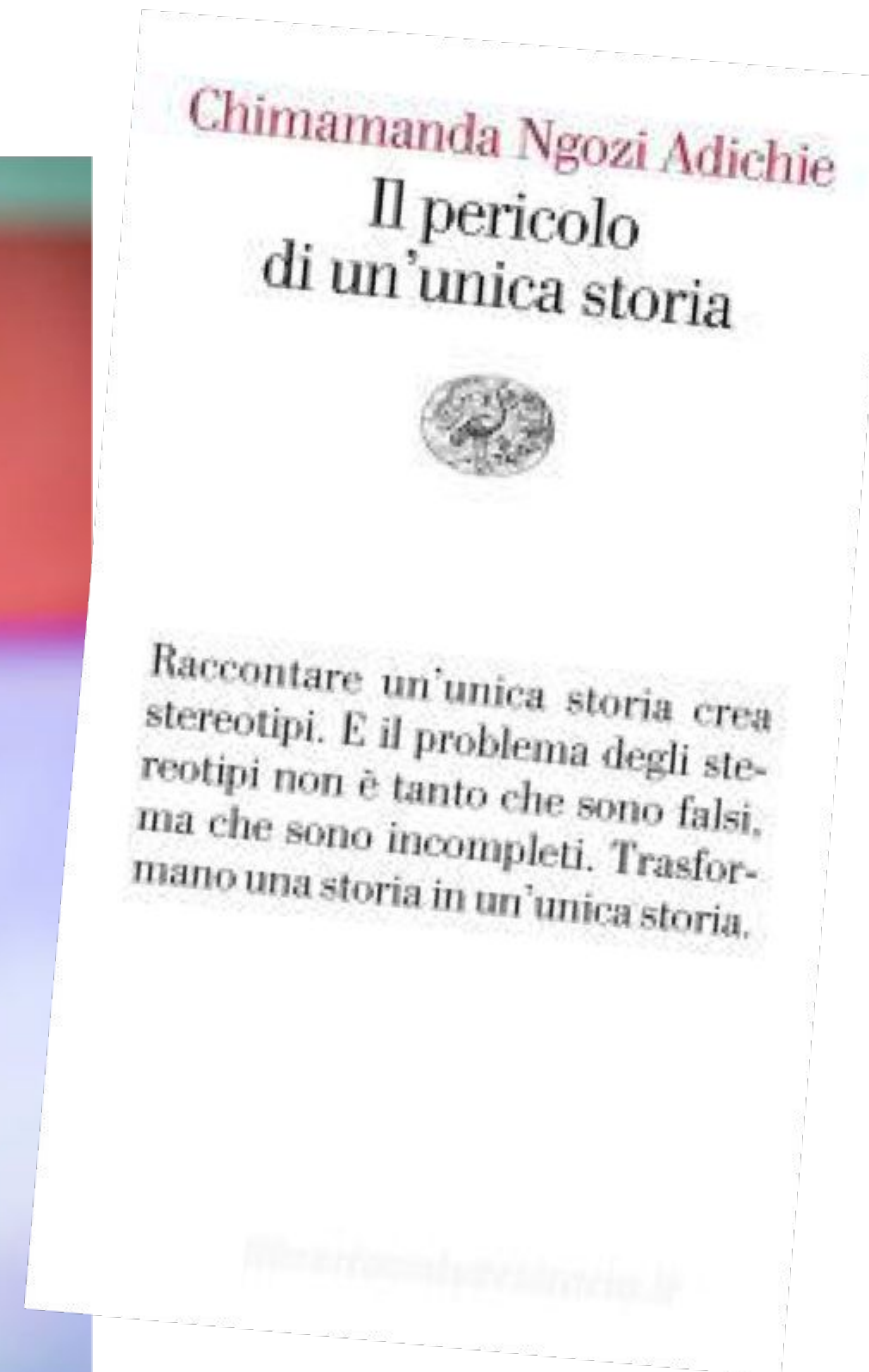 Chimamanda Ngozi Adichie
Il pericolo
di un'unica storia
Raccontare un'unica storia crea
stereotipi. E il problema degli ste-
reotipi non è tanto che sono falsi,
ma che sono incompleti. Trasfor-
mano una storia in un'unica storia.